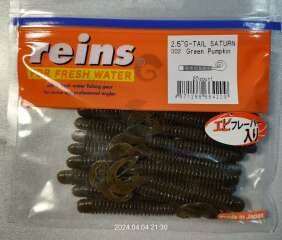 reins
FOR FRESH WATER
2.5"G-TAIL SATURN
002 Green Pumpkin
エビフレーバー
入り
made in Japan
2024.04.04 21:30